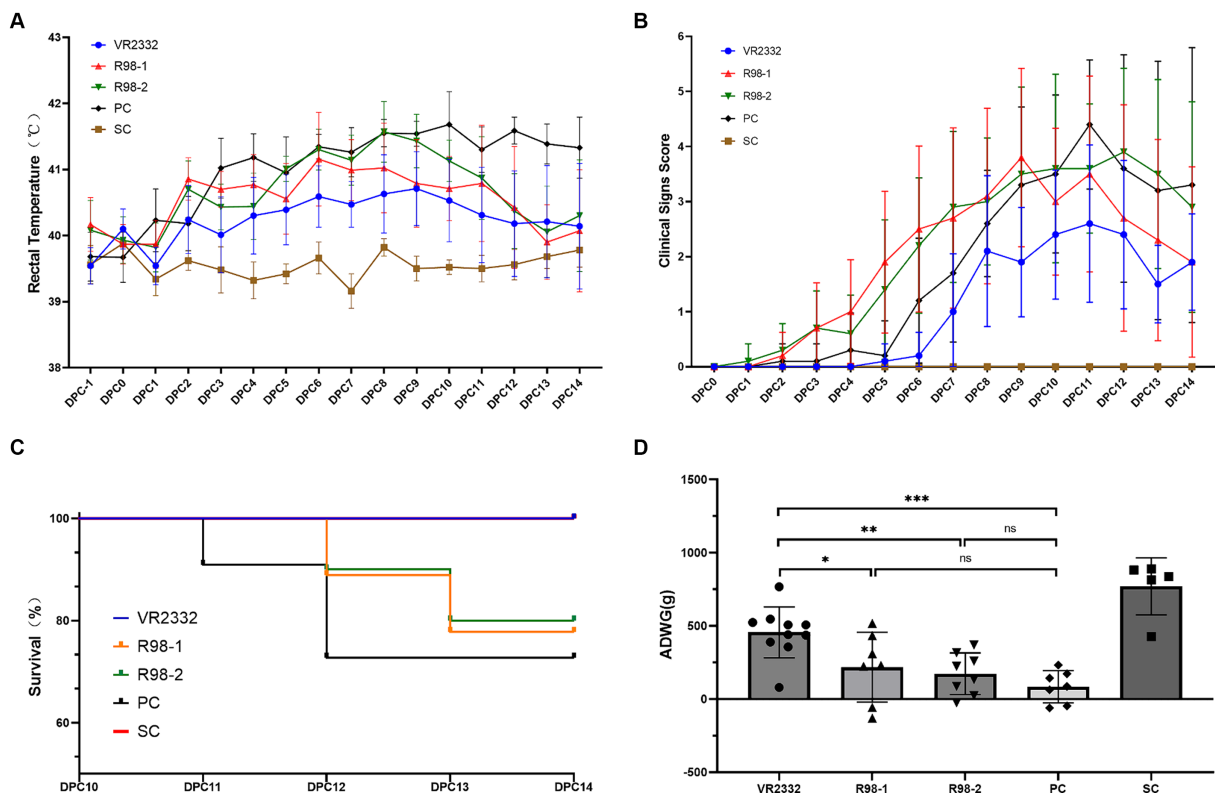 A
Rectal Temperature (℃)
43
42
41
40
39
38
VR2332
R98-1
R98-2
PC
SC
DPC-1 DPC0 DPC1 DPC2 DPC3 DPC4 DPC5 DPC6 DPC7 DPC8 DPC9 DPC10 DPC11 DPC12 DPC13 DPC14
B
Clinical Signs Score
6
5
4
3
2
1
0
VR2332
R98-1
R98-2
PC
SC
DPC0 DPC1 DPC2 DPC3 DPC4 DPC5 DPC6 DPC7 DPC8 DPC9 DPC10 DPC11 DPC12 DPC13 DPC14
C
Survival (%)
100
80
60
VR2332
R98-1
R98-2
PC
SC
DPC10 DPC11 DPC12 DPC13 DPC14
D
ADWG(g)
1500
1000
500
0
-500
***
** ns
* ns
VR2332 R98-1 R98-2 PC SC